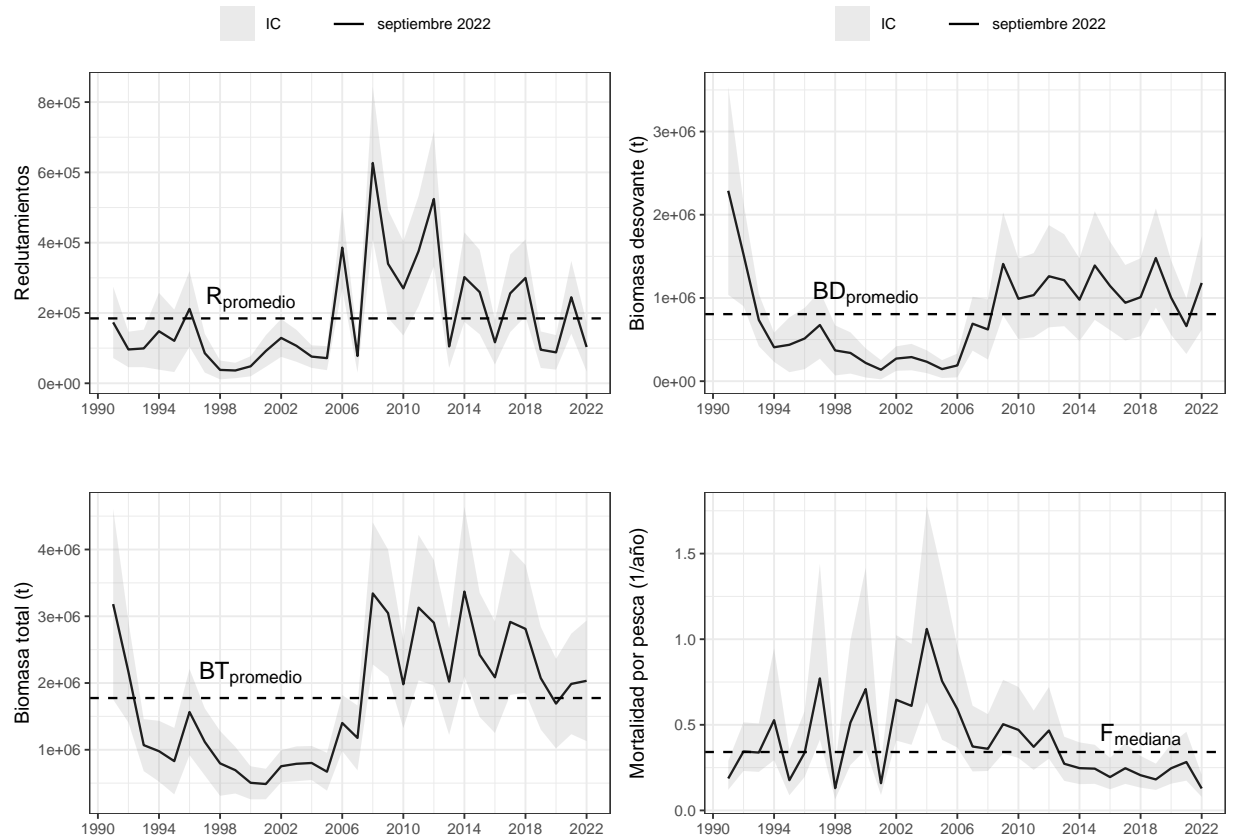 IC septiembre 2022
IC septiembre 2022
Reclutamientos
8e+05
6e+05
4e+05
2e+05
0e+00
Rpromedio
1990 1994 1998 2002 2006 2010 2014 2018 2022
Biomasa desovante (t)
3e+06
2e+06
1e+06
0e+00
BDpromedio
1990 1994 1998 2002 2006 2010 2014 2018 2022
Biomasa total (t)
4e+06
3e+06
2e+06
1e+06
BTpromedio
1990 1994 1998 2002 2006 2010 2014 2018 2022
Mortalidad por pesca (1/año)
1.5
1.0
0.5
0.0
Fmediana
1990 1994 1998 2002 2006 2010 2014 2018 2022